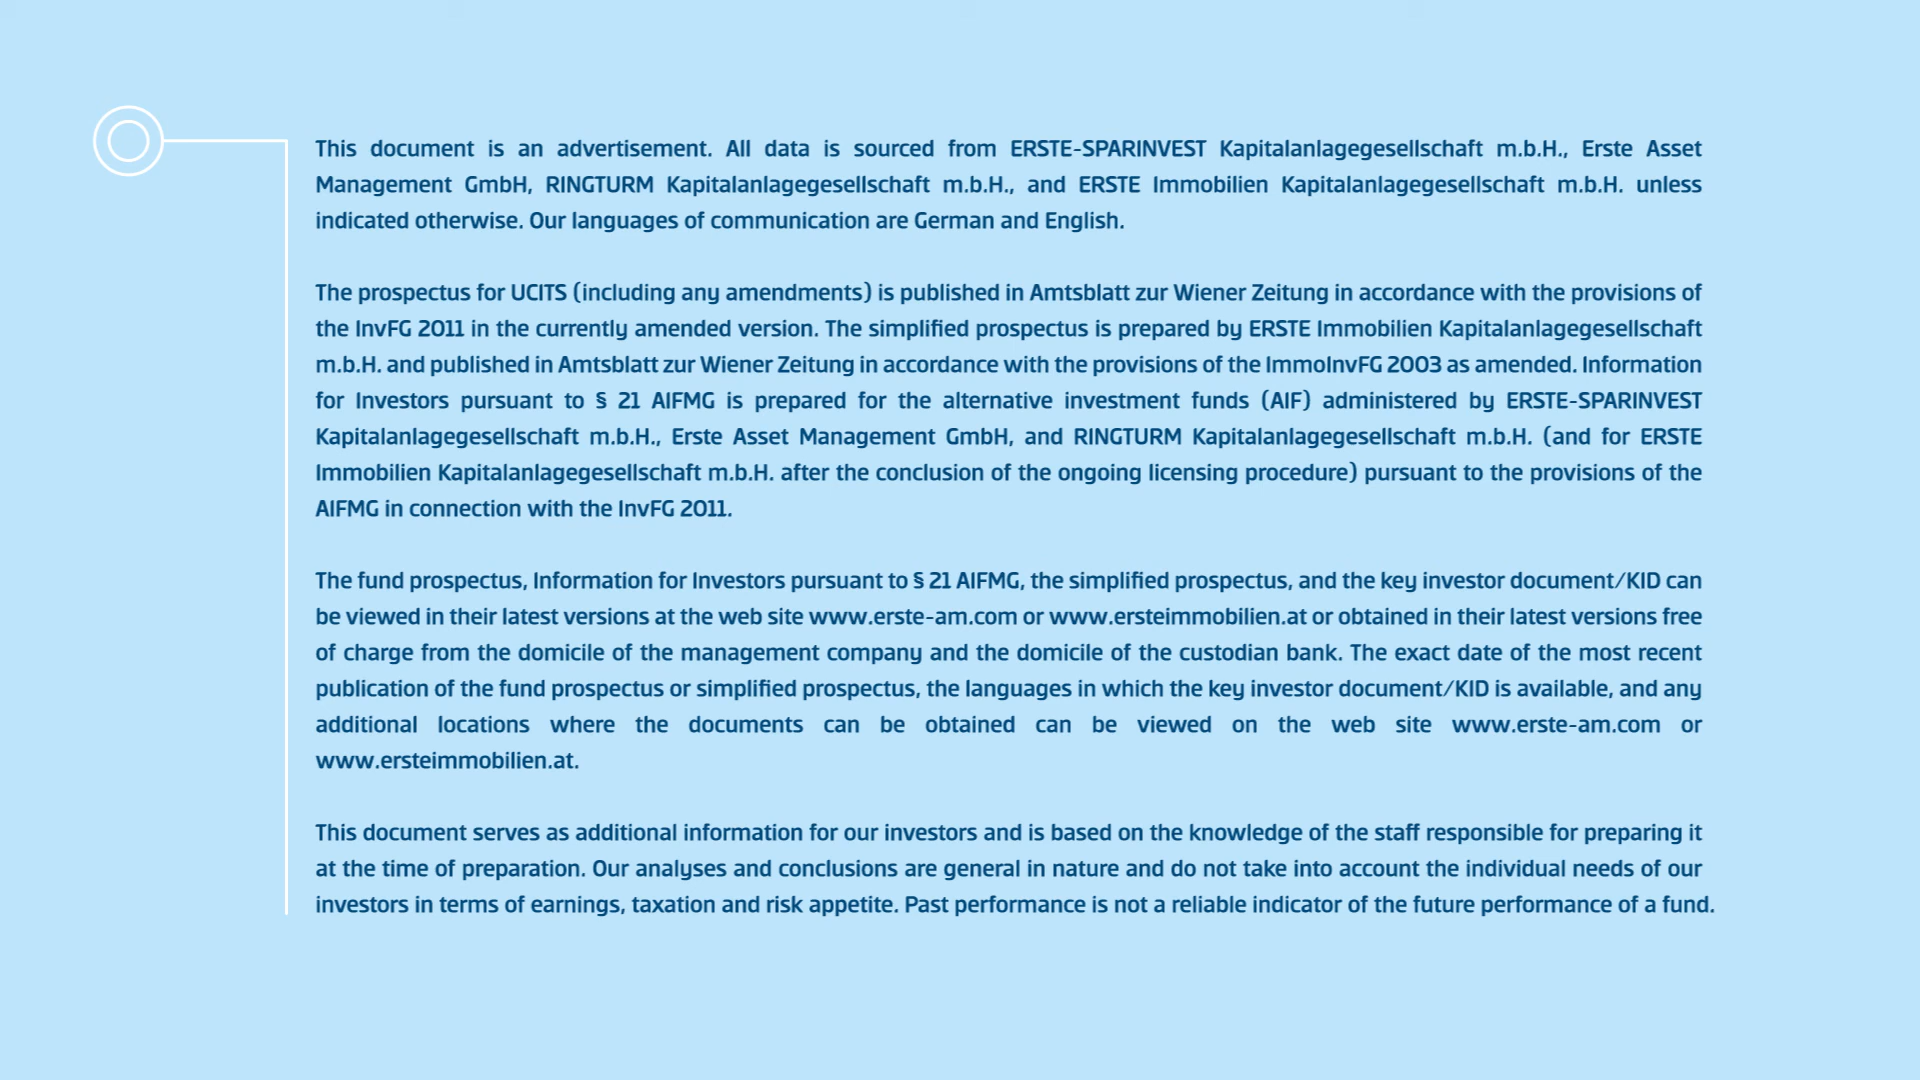 This document is an advertisement. All data is sourced from ERSTE-SPARINVEST Kapitalanlagegesellschaft m.b.H., Erste Asset
Management GmbH, RINGTURM Kapitalanlagegesellschaft m.b.H., and ERSTE Immobilien Kapitalanlagegesellschaft m.b.H. unless
indicated otherwise. Our languages of communication are German and English.
The prospectus for UCITS (including any amendments) is published in Amtsblatt zur Wiener Zeitung in accordance with the provisions of
the InvFG 2011 in the currently amended version. The simplified prospectus is prepared by ERSTE Immobilien Kapitalanlagegesellschaft
m.b.H. and published in Amtsblatt zur Wiener Zeitung in accordance with the provisions of the ImmoInvFG 2003 as amended. Information
for Investors pursuant to § 21 AIFMG is prepared for the alternative investment funds (AIF) administered by ERSTE-SPARINVEST
Kapitalanlagegesellschaft m.b.H., Erste Asset Management GmbH, and RINGTURM Kapitalanlagegesellschaft m.b.H. (and for ERSTE
Immobilien Kapitalanlagegesellschaft m.b.H. after the conclusion of the ongoing licensing procedure) pursuant to the provisions of the
AIFMG in connection with the InvFG 2011.
The fund prospectus, Information for Investors pursuant to § 21 AIFMG, the simplified prospectus, and the key investor document/KID can
be viewed in their latest versions at the web site www.erste-am.com or www.ersteimmobilien.at or obtained in their latest versions free
of charge from the domicile of the management company and the domicile of the custodian bank. The exact date of the most recent
publication of the fund prospectus or simplified prospectus, the languages in which the key investor document/KID is available, and any
additional locations where the documents can be obtained can be viewed on the web site www.erste-am.com or
www.ersteimmobilien.at.
This document serves as additional information for our investors and is based on the knowledge of the staff responsible for preparing it
at the time of preparation. Our analyses and conclusions are general in nature and do not take into account the individual needs of our
investors in terms of earnings, taxation and risk appetite. Past performance is not a reliable indicator of the future performance of a fund.